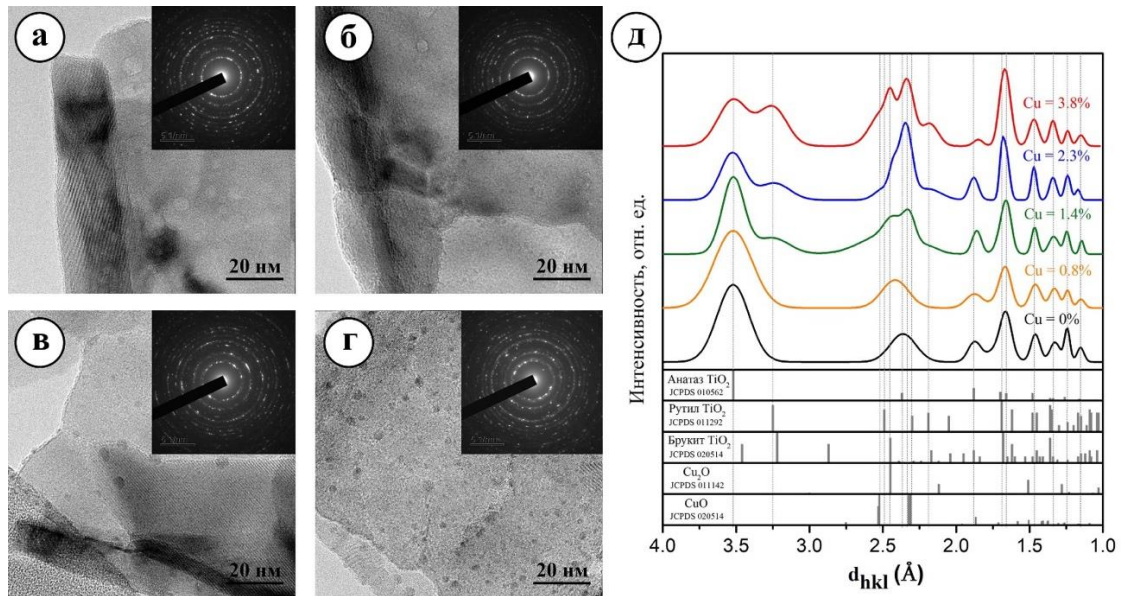 а
20 нм
б
20 нм
в
20 нм
г
20 нм
д
Интенсивность, отн. ед.
Cu = 3.8%
Cu = 2.3%
Cu = 1.4%
Cu = 0.8%
Cu = 0%
Анатаз TiO₂
JCPDS 010562
Рутил TiO₂
JCPDS 011292
Брукит TiO₂
JCPDS 020514
Cu₂O
JCPDS 011142
CuO
JCPDS 020514
4.0 3.5 3.0 2.5 2.0 1.5 1.0
dhkl (Å)